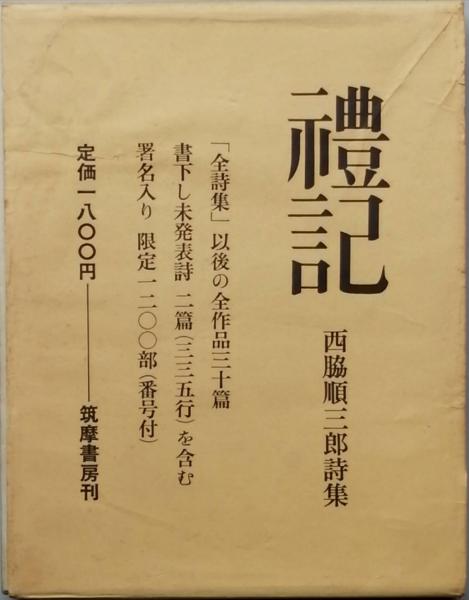 禮記
西脇順三郎詩集
「全詩集」以後の全作品三十篇
書下し未発表詩 二篇(三三五行)を含む
署名入り 限定一二〇〇部(番号付)
定価一八〇〇円――筑摩書房刊